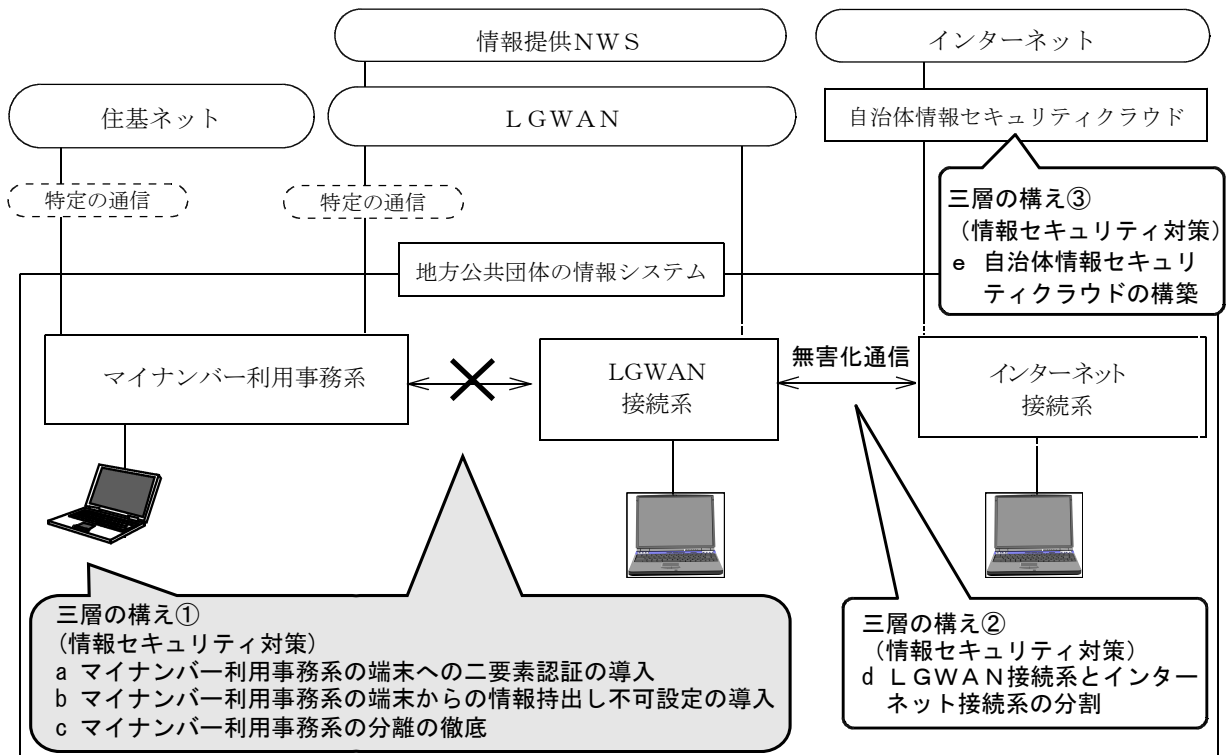 情報提供NWS
インターネット
住基ネット
LGWAN
自治体情報セキュリティクラウド
特定の通信
特定の通信
三層の構え③
(情報セキュリティ対策)
e 自治体情報セキュリ
ティクラウドの構築
地方公共団体の情報システム
マイナンバー利用事務系
LGWAN
接続系
無害化通信
インターネット
接続系
三層の構え①
(情報セキュリティ対策)
a マイナンバー利用事務系の端末への二要素認証の導入
b マイナンバー利用事務系の端末からの情報持出し不可設定の導入
c マイナンバー利用事務系の分離の徹底
三層の構え②
(情報セキュリティ対策)
d LGWAN接続系とインター
ネット接続系の分割